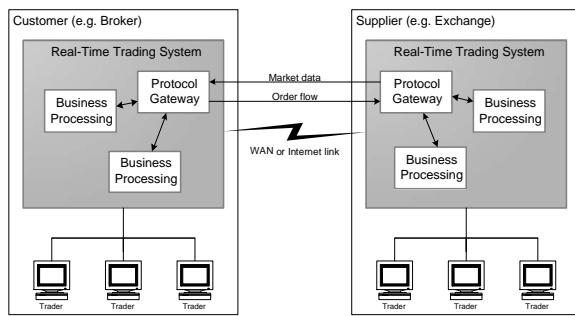 Customer (e.g. Broker)
Real-Time Trading System
Protocol
Gateway
Business
Processing
Business
Processing
Trader
Trader
Trader
Market data
Order flow
WAN or Internet link
Supplier (e.g. Exchange)
Real-Time Trading System
Protocol
Gateway
Business
Processing
Business
Processing
Trader
Trader
Trader